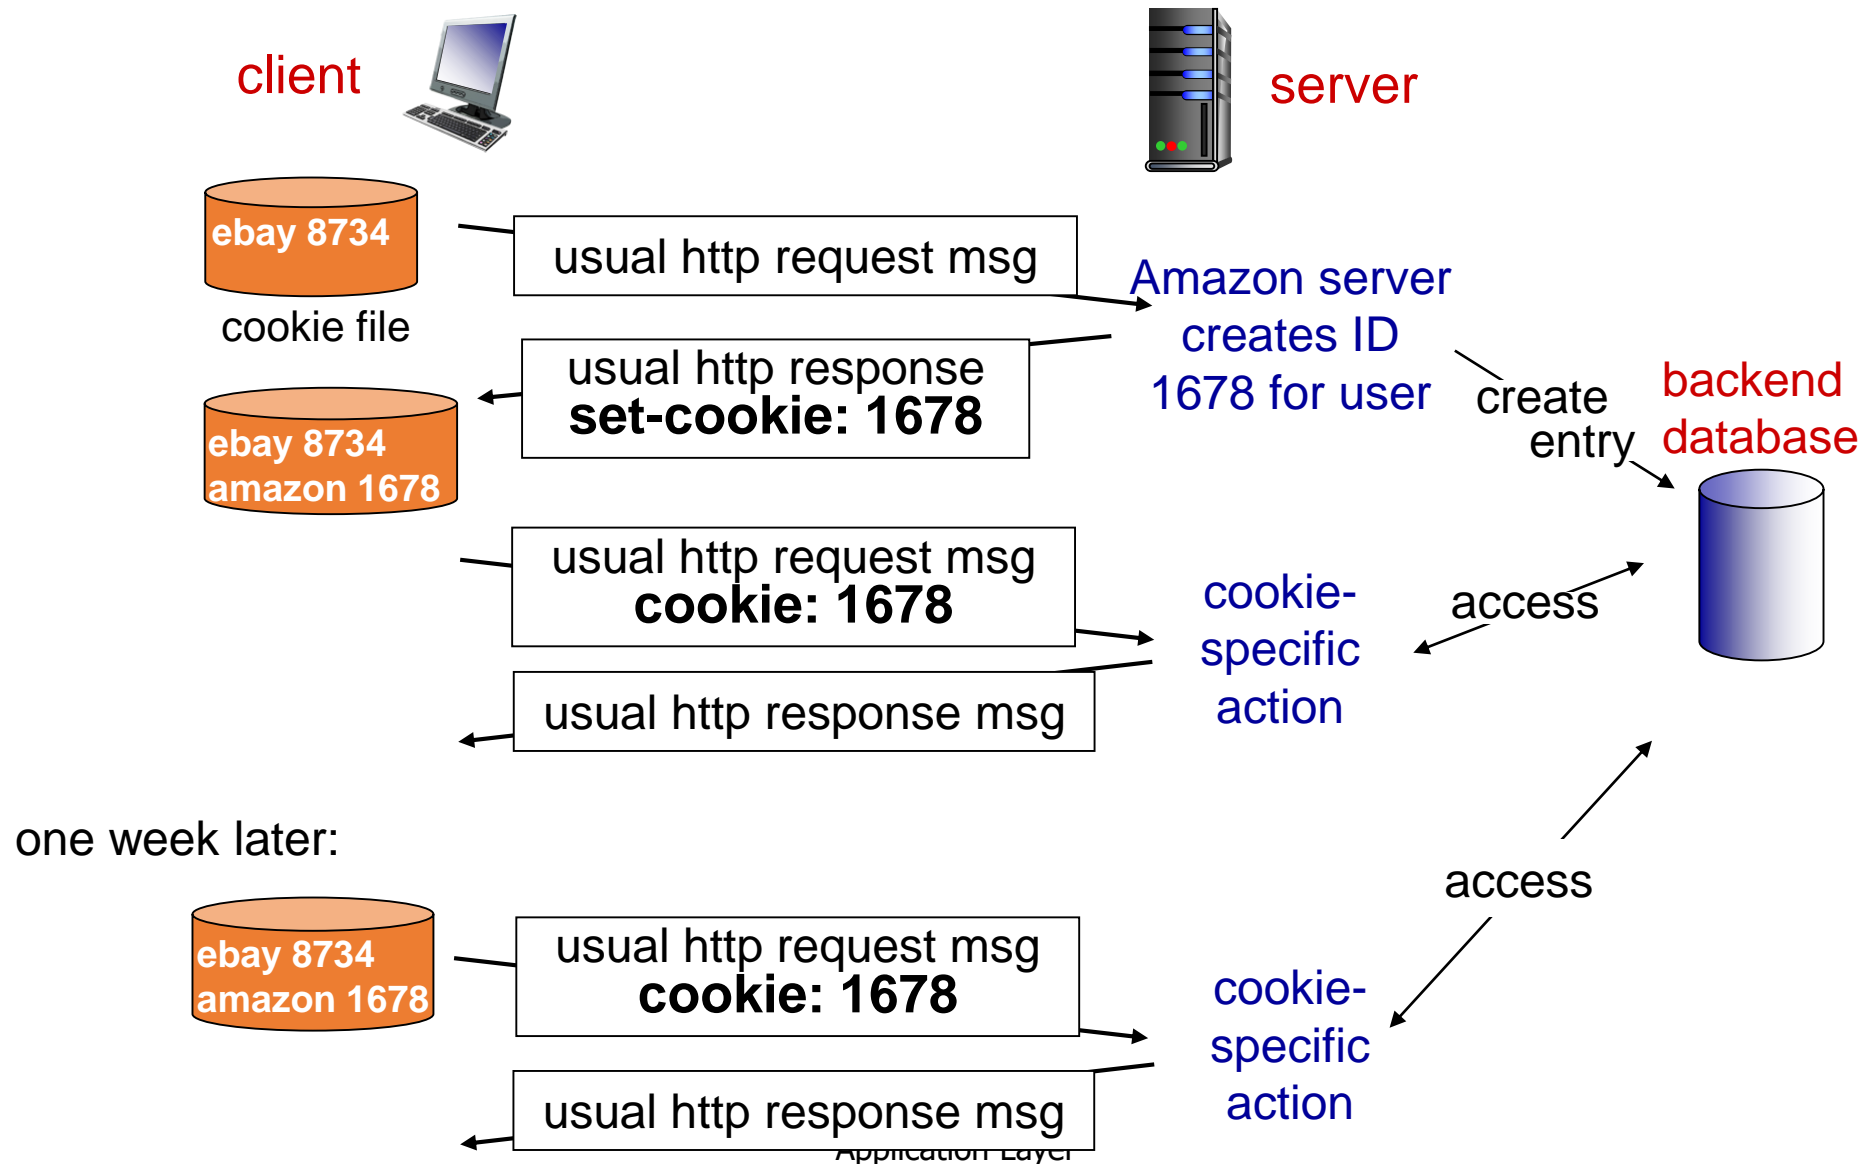 client
server
ebay 8734
usual http request msg
cookie file
Amazon server
creates ID
1678 for user
usual http response
set-cookie: 1678
create
entry
backend
database
ebay 8734
amazon 1678
usual http request msg
cookie: 1678
cookie-
specific
action
access
usual http response msg
one week later:
access
ebay 8734
amazon 1678
usual http request msg
cookie: 1678
cookie-
specific
action
usual http response msg
Application Layer